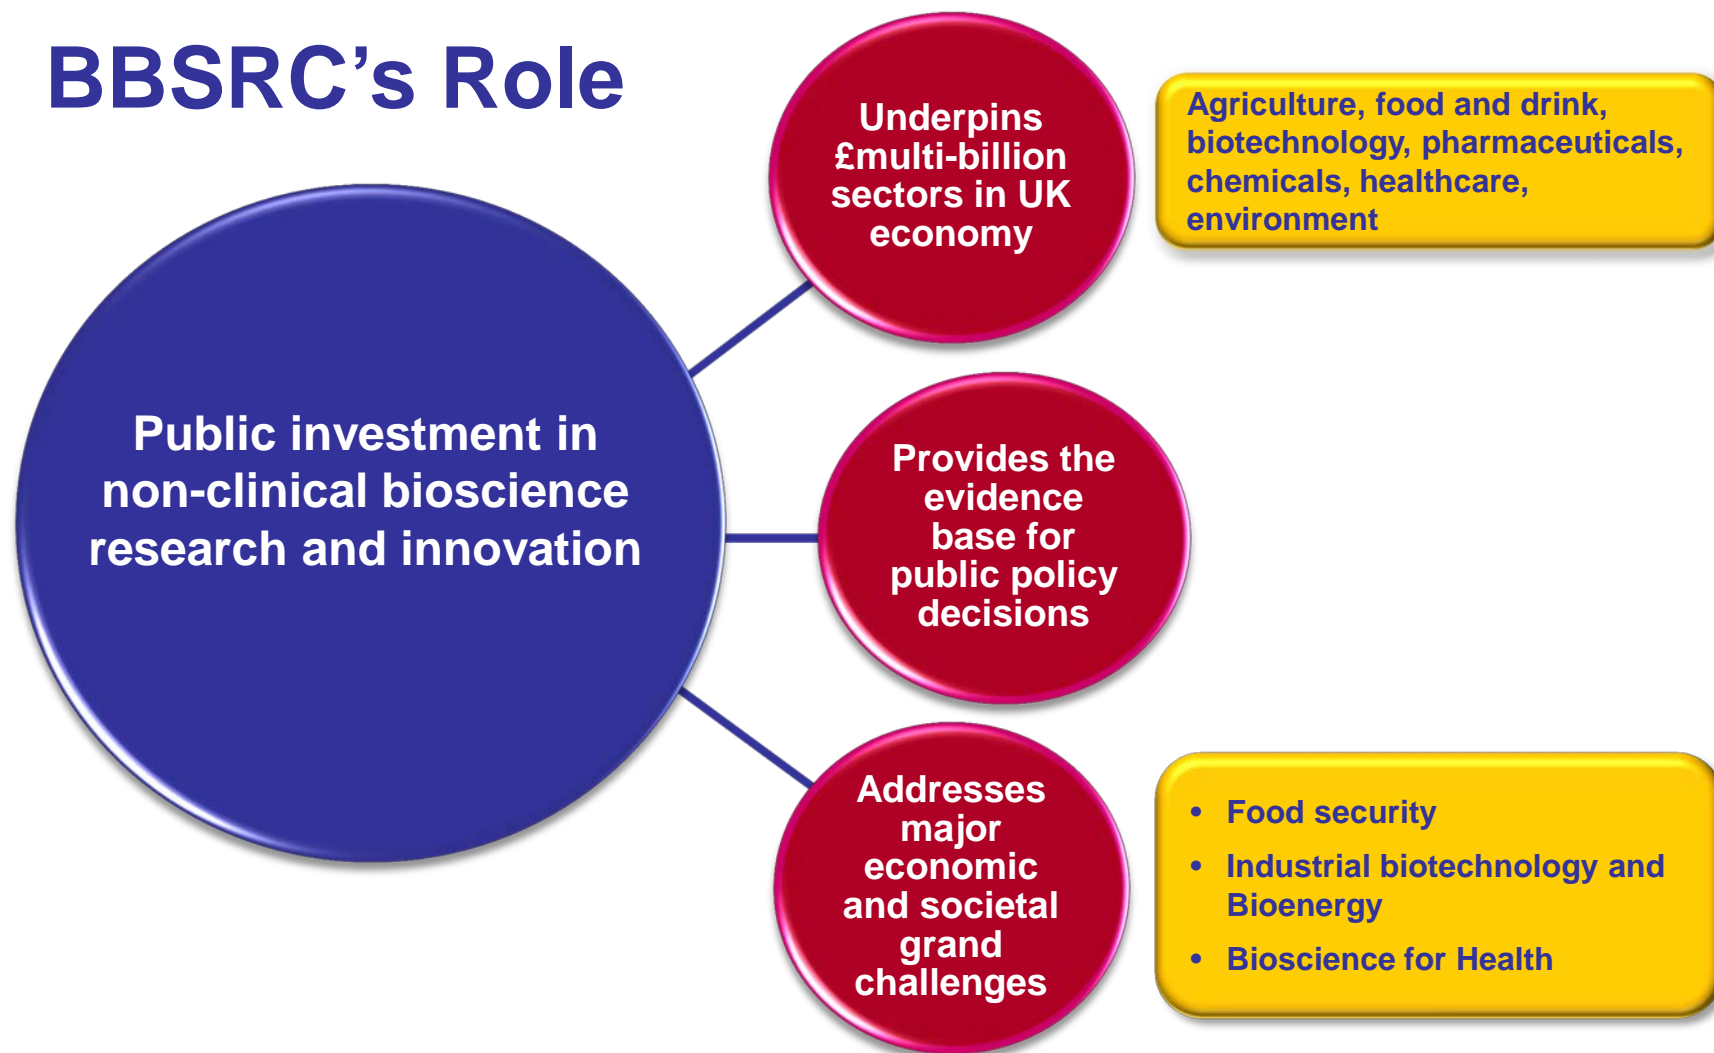 BBSRC’s Role
Public investment in
non-clinical bioscience
research and innovation
Underpins
£multi-billion
sectors in UK
economy
Agriculture, food and drink,
biotechnology, pharmaceuticals,
chemicals, healthcare,
environment
Provides the
evidence
base for
public policy
decisions
Addresses
major
economic
and societal
grand
challenges
• Food security
• Industrial biotechnology and
Bioenergy
• Bioscience for Health